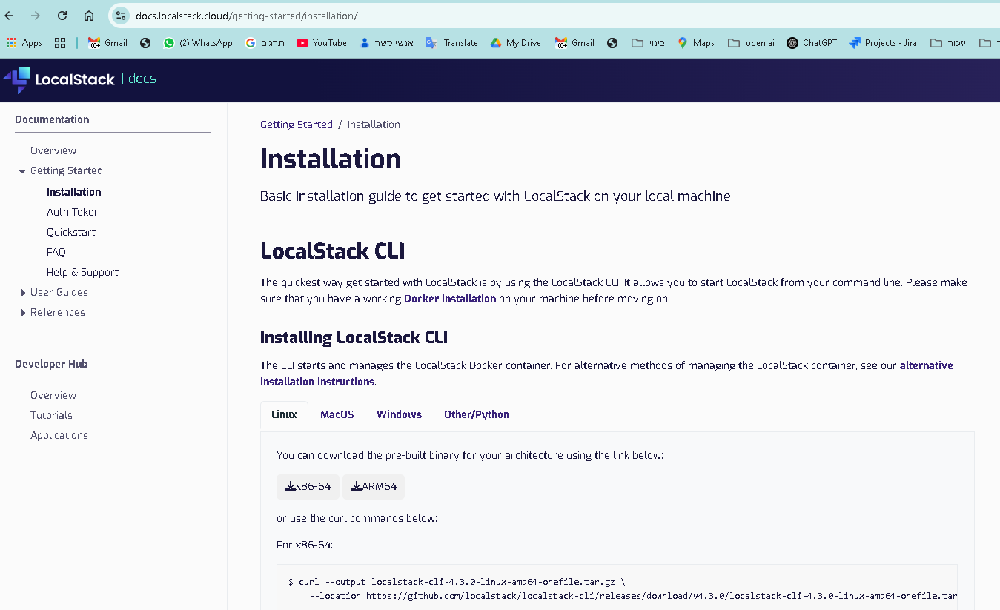 docs.localstack.cloud/getting-started/installation/
Apps Gmail (2) WhatsApp תרגום YouTube אנשי קשר Translate My Drive Gmail בינוי Maps open ai ChatGPT Projects - Jira יזכור
LocalStack | docs
Documentation
Overview
Getting Started
Installation
Auth Token
Quickstart
FAQ
Help & Support
User Guides
References
Developer Hub
Overview
Tutorials
Applications
Getting Started / Installation
Installation
Basic installation guide to get started with LocalStack on your local machine.
LocalStack CLI
The quickest way get started with LocalStack is by using the LocalStack CLI. It allows you to start LocalStack from your command line. Please make
sure that you have a working Docker installation on your machine before moving on.
Installing LocalStack CLI
The CLI starts and manages the LocalStack Docker container. For alternative methods of managing the LocalStack container, see our alternative
installation instructions.
Linux MacOS Windows Other/Python
You can download the pre-built binary for your architecture using the link below:
x86-64 ARM64
or use the curl commands below:
For x86-64:
$ curl --output localstack-cli-4.3.0-linux-amd64-onefile.tar.gz \
--location https://github.com/localstack/localstack-cli/releases/download/v4.3.0/localstack-cli-4.3.0-linux-amd64-onefile.tar